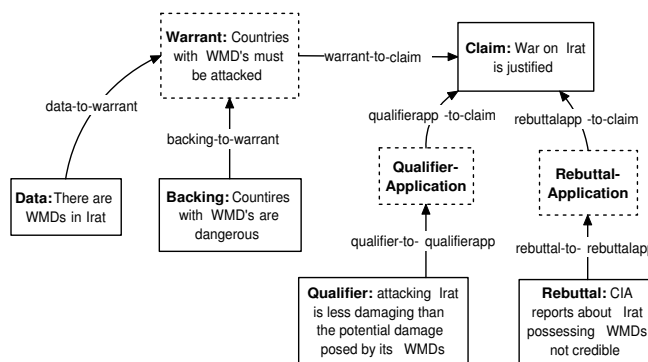 Warrant: Countries
with WMD's must
be attacked
warrant-to-claim
Claim: War on Irat
is justified
data-to-warrant
backing-to-warrant
qualifierapp -to-claim
rebuttalapp -to-claim
Qualifier-
Application
Rebuttal-
Application
Data: There are
WMDs in Irat
Backing: Countires
with WMD's are
dangerous
qualifier-to- qualifierapp
rebuttal-to- rebuttalapp
Qualifier: attacking Irat
is less damaging than
the potential damage
posed by its WMDs
Rebuttal: CIA
reports about Irat
possessing WMDs
not credible